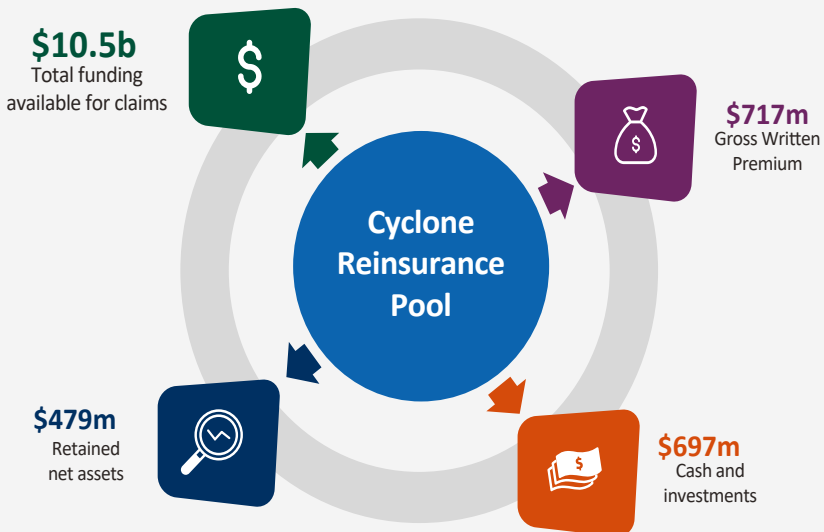 $10.5b
Total funding
available for claims
$
$717m
Gross Written
Premium
$
Cyclone
Reinsurance
Pool
$479m
Retained
net assets
$697m
Cash and
investments
$